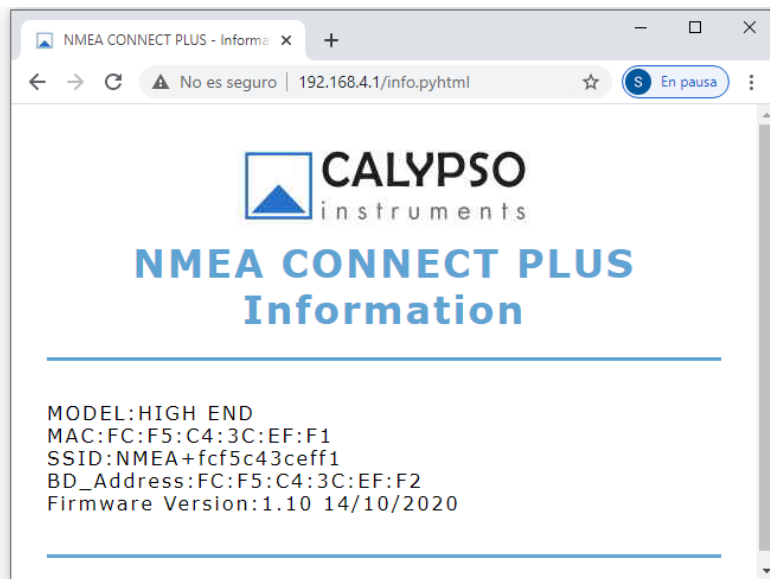 NMEA CONNECT PLUS - Informa
No es seguro
192.168.4.1/info.pyhtml
S
En pausa
CALYPSO
instruments
NMEA CONNECT PLUS
Information
MODEL:HIGH END
MAC:FC:F5:C4:3C:EF:F1
SSID:NMEA+fcf5c43ceff1
BD_Address:FC:F5:C4:3C:EF:F2
Firmware Version:1.10 14/10/2020